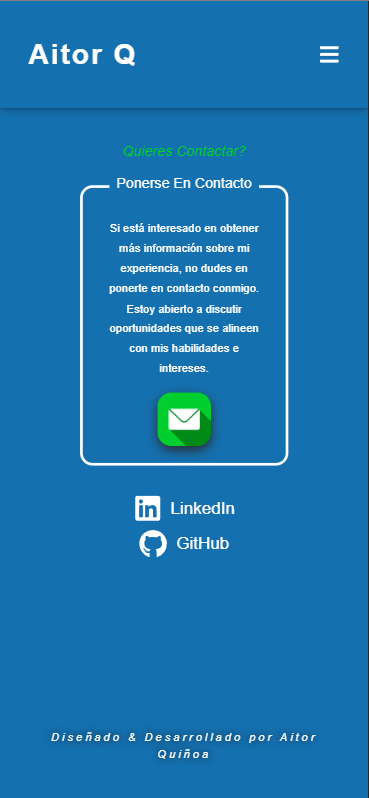 Aitor Q
Quieres Contactar?
Ponerse En Contacto
Si está interesado en obtener
más información sobre mi
experiencia, no dudes en
ponerte en contacto conmigo.
Estoy abierto a discutir
oportunidades que se alineen
con mis habilidades e
intereses.
LinkedIn
GitHub
Diseñado & Desarrollado por Aitor
Quiñoa